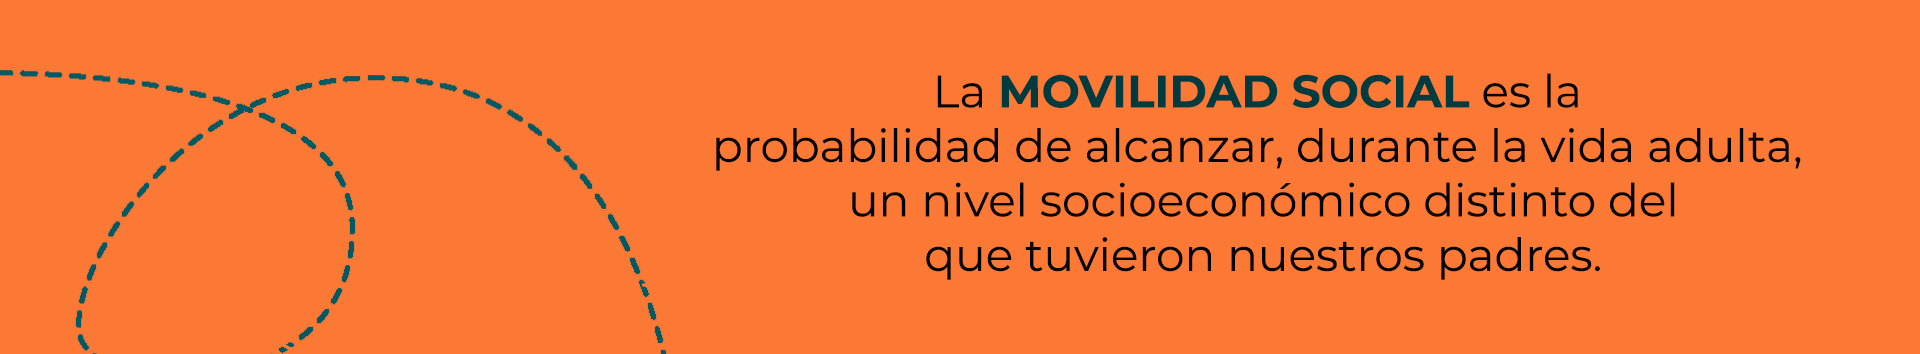 La MOVILIDAD SOCIAL es la
probabilidad de alcanzar, durante la vida adulta,
un nivel socioeconómico distinto del
que tuvieron nuestros padres.